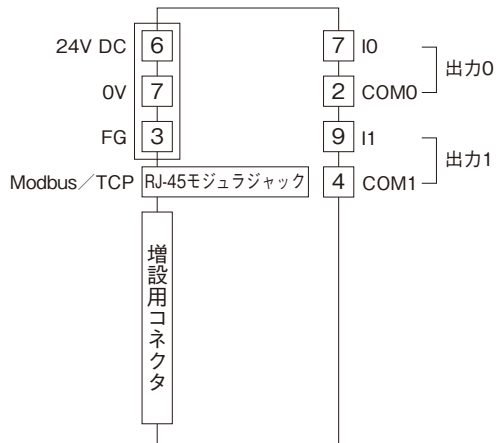 24V DC 6
0V 7
FG 3
Modbus／TCP RJ-45モジュラジャック
増設用コネクタ
7 I0
2 COM0
出力0
9 I1
4 COM1
出力1